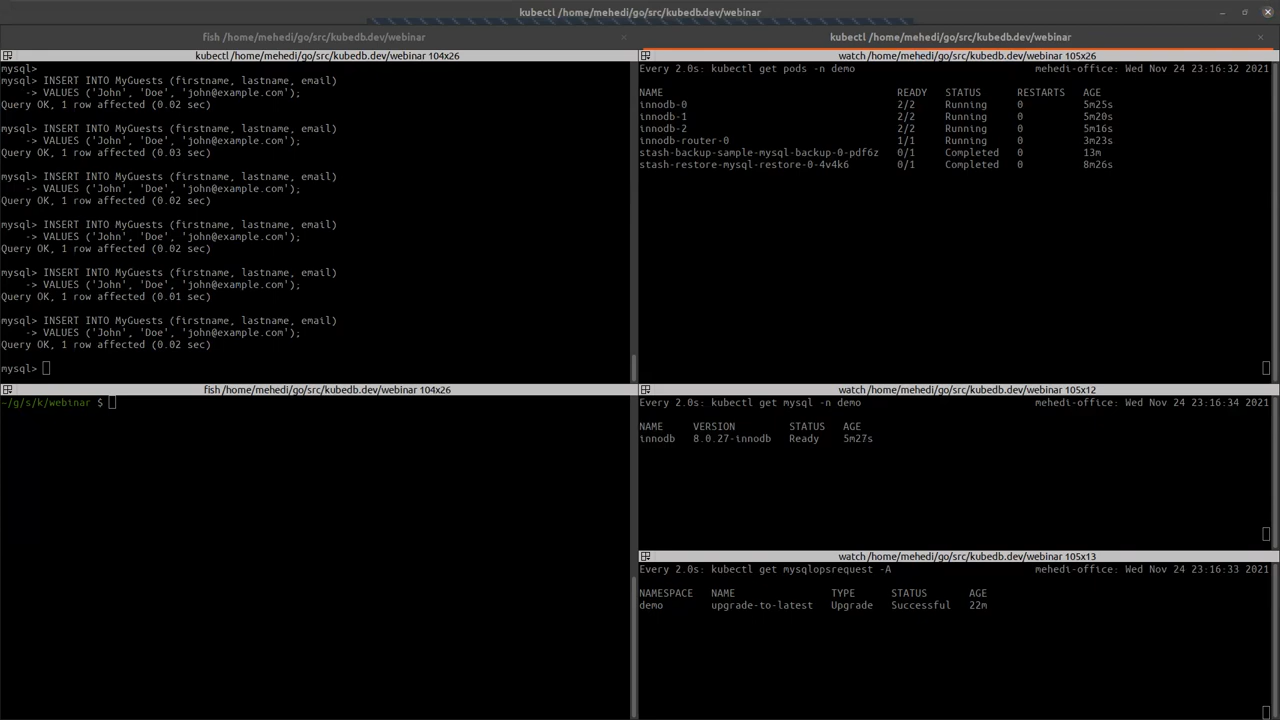 kubectl /home/mehedi/go/src/kubedb.dev/webinar
fish /home/mehedi/go/src/kubedb.dev/webinar
kubectl /home/mehedi/go/src/kubedb.dev/webinar
kubectl /home/mehedi/go/src/kubedb.dev/webinar 104x26
mysql>
mysql> INSERT INTO MyGuests (firstname, lastname, email)
-> VALUES ('John', 'Doe', 'john@example.com');
Query OK, 1 row affected (0.02 sec)
mysql> INSERT INTO MyGuests (firstname, lastname, email)
-> VALUES ('John', 'Doe', 'john@example.com');
Query OK, 1 row affected (0.03 sec)
mysql> INSERT INTO MyGuests (firstname, lastname, email)
-> VALUES ('John', 'Doe', 'john@example.com');
Query OK, 1 row affected (0.02 sec)
mysql> INSERT INTO MyGuests (firstname, lastname, email)
-> VALUES ('John', 'Doe', 'john@example.com');
Query OK, 1 row affected (0.02 sec)
mysql> INSERT INTO MyGuests (firstname, lastname, email)
-> VALUES ('John', 'Doe', 'john@example.com');
Query OK, 1 row affected (0.01 sec)
mysql> INSERT INTO MyGuests (firstname, lastname, email)
-> VALUES ('John', 'Doe', 'john@example.com');
Query OK, 1 row affected (0.02 sec)
mysql>
fish /home/mehedi/go/src/kubedb.dev/webinar 104x26
~/g/s/k/webinar $
watch /home/mehedi/go/src/kubedb.dev/webinar 105x26
Every 2.0s: kubectl get pods -n demo mehedi-office: Wed Nov 24 23:16:32 2021
NAME READY STATUS RESTARTS AGE
innodb-0 2/2 Running 0 5m25s
innodb-1 2/2 Running 0 5m20s
innodb-2 2/2 Running 0 5m16s
innodb-router-0 1/1 Running 0 3m23s
stash-backup-sample-mysql-backup-0-pdf6z 0/1 Completed 0 13m
stash-restore-mysql-restore-0-4v4k6 0/1 Completed 0 8m26s
watch /home/mehedi/go/src/kubedb.dev/webinar 105x12
Every 2.0s: kubectl get mysql -n demo mehedi-office: Wed Nov 24 23:16:34 2021
NAME VERSION STATUS AGE
innodb 8.0.27-innodb Ready 5m27s
watch /home/mehedi/go/src/kubedb.dev/webinar 105x13
Every 2.0s: kubectl get mysqlopsrequest -A mehedi-office: Wed Nov 24 23:16:33 2021
NAMESPACE NAME TYPE STATUS AGE
demo upgrade-to-latest Upgrade Successful 22m